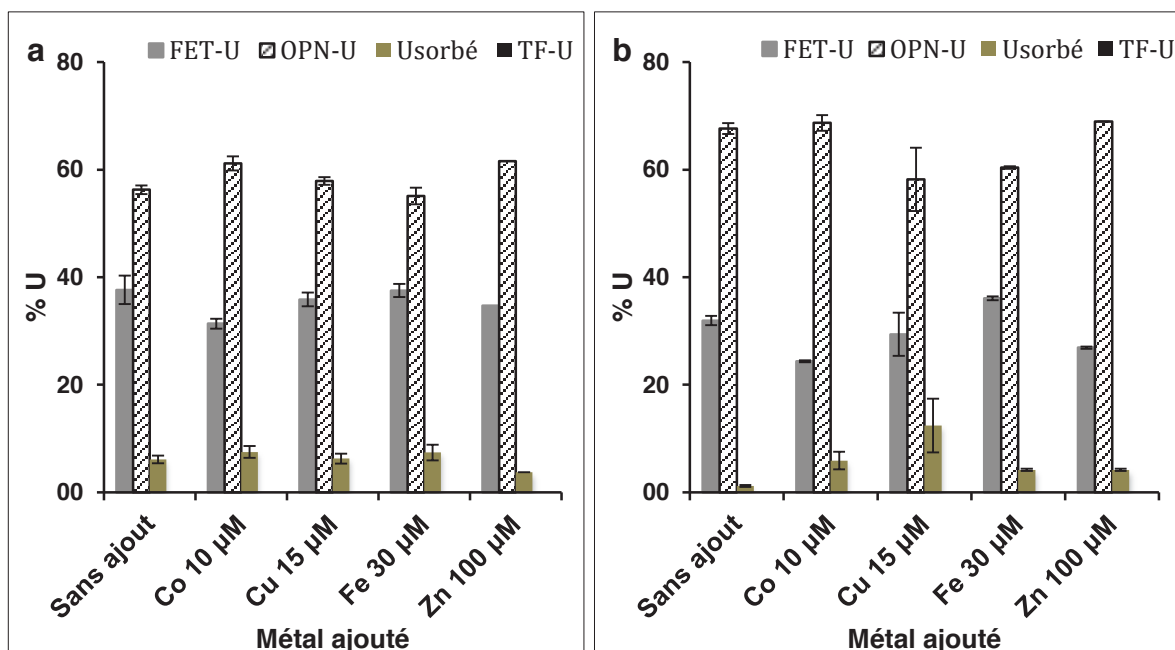 a
FET-U OPN-U Usorbé TF-U
80
60
40
20
00
% U
Sans ajout
Co 10 µM
Cu 15 µM
Fe 30 µM
Zn 100 µM
Métal ajouté
b
FET-U OPN-U Usorbé TF-U
80
60
40
20
00
% U
Sans ajout
Co 10 µM
Cu 15 µM
Fe 30 µM
Zn 100 µM
Métal ajouté